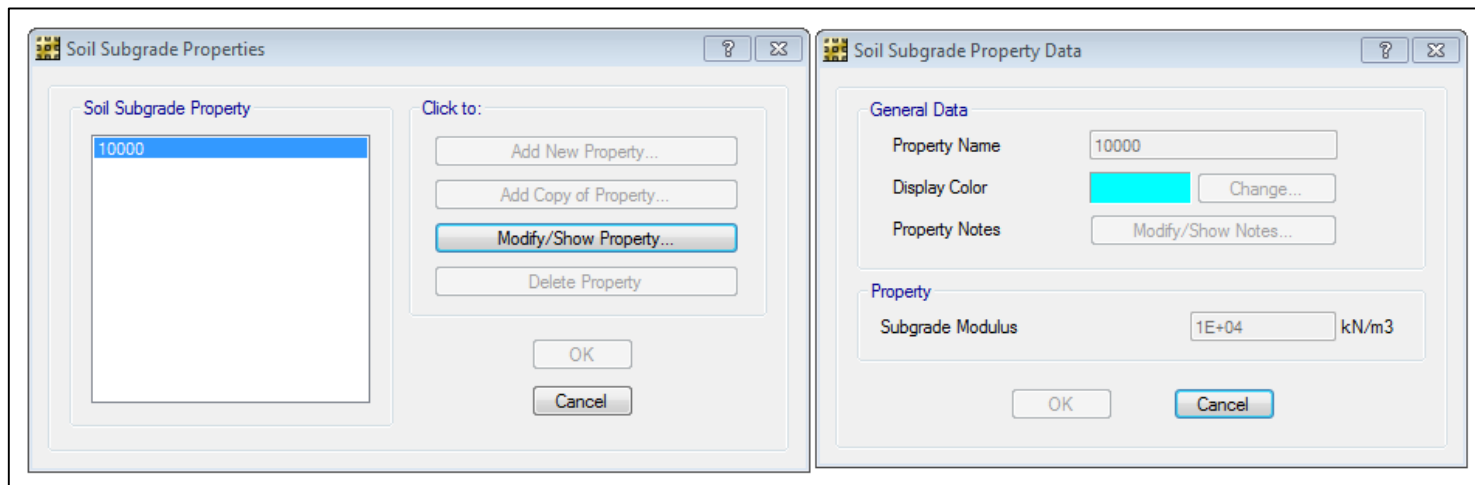 Soil Subgrade Properties
Soil Subgrade Property
10000
Click to:
Add New Property...
Add Copy of Property...
Modify/Show Property...
Delete Property
OK
Cancel
Soil Subgrade Property Data
General Data
Property Name 10000
Display Color Change...
Property Notes Modify/Show Notes...
Property
Subgrade Modulus 1E+04 kN/m3
OK Cancel